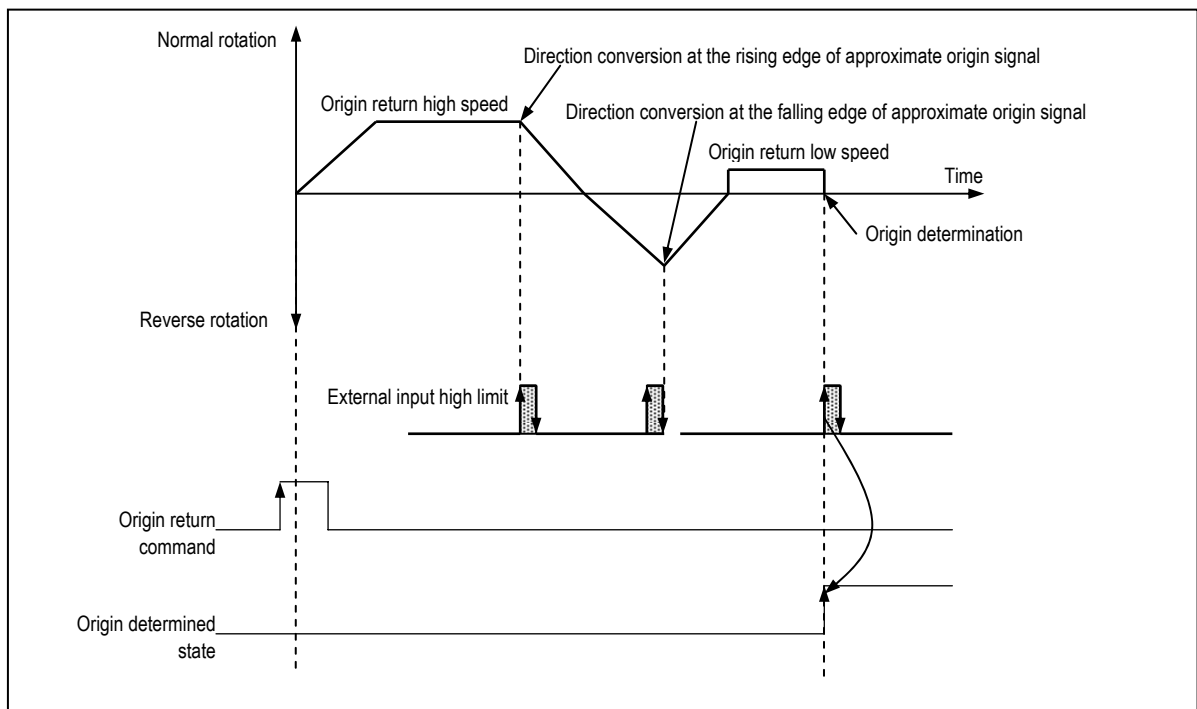 Normal rotation
Direction conversion at the rising edge of approximate origin signal
Origin return high speed
Direction conversion at the falling edge of approximate origin signal
Origin return low speed
Time
Origin determination
Reverse rotation
External input high limit
Origin return
command
Origin determined
state